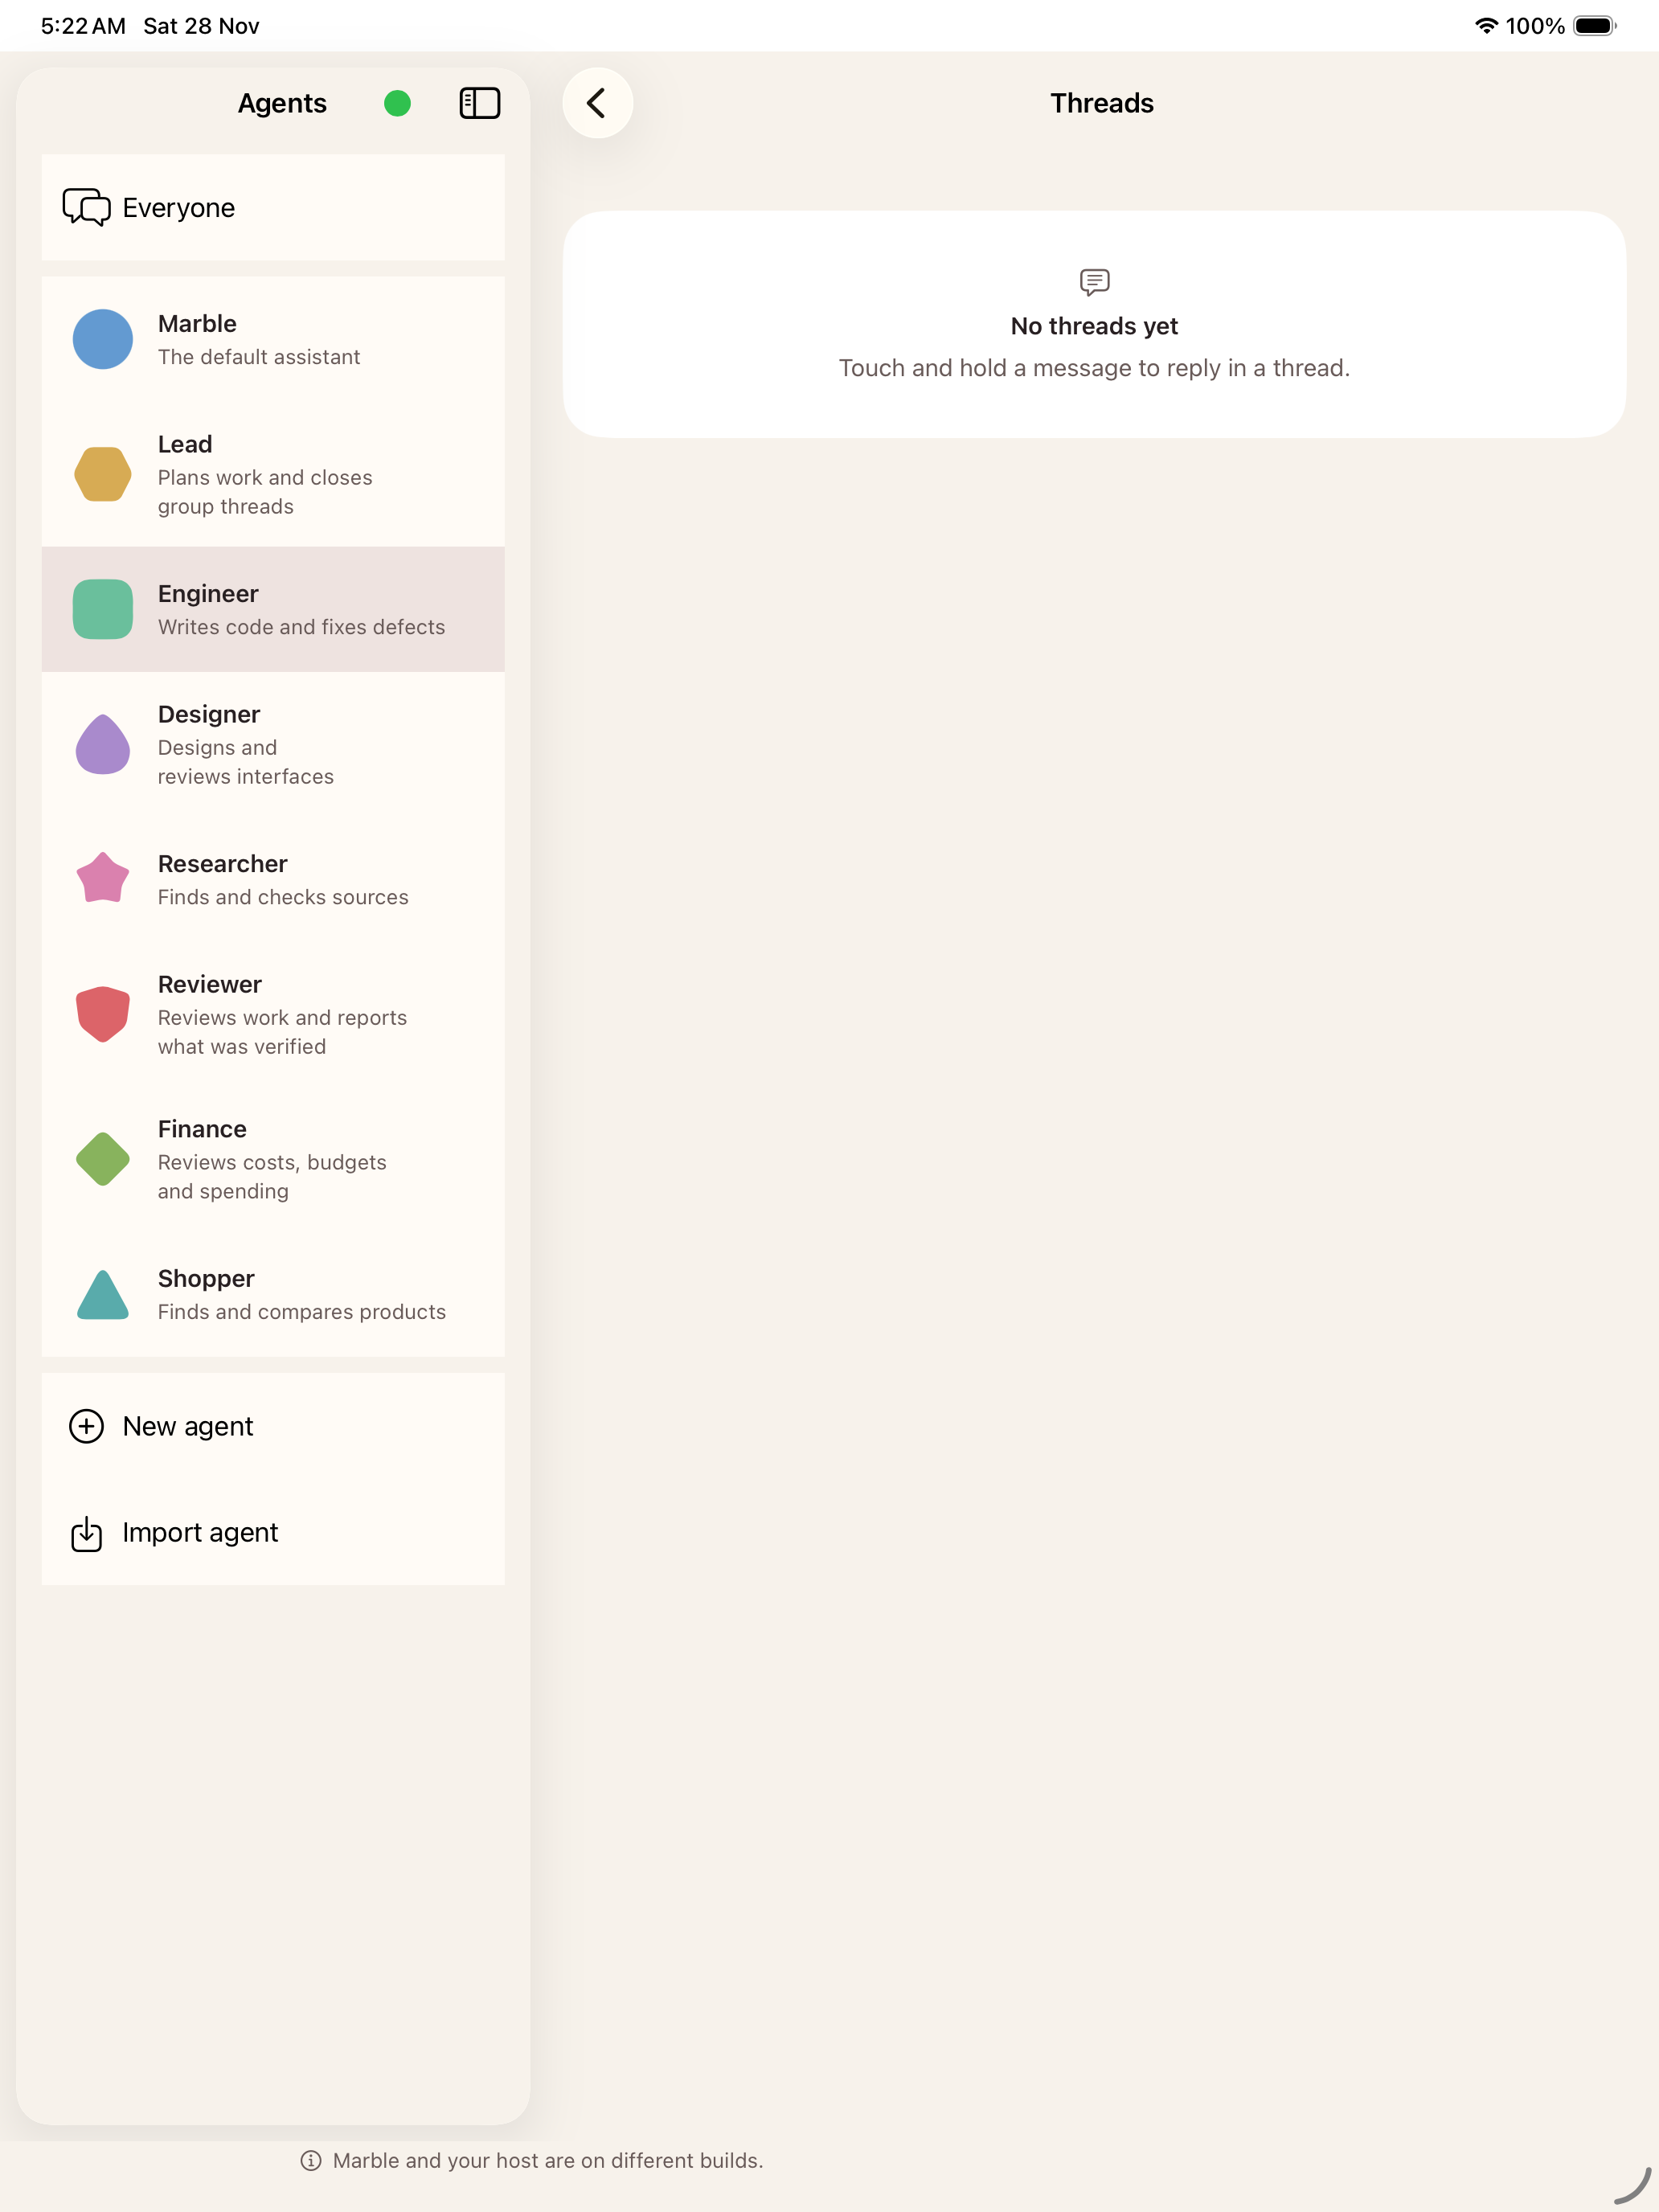 5:22 AM Sat 28 Nov
100%
Agents
Threads
Everyone
Marble
The default assistant
Lead
Plans work and closes
group threads
Engineer
Writes code and fixes defects
Designer
Designs and
reviews interfaces
Researcher
Finds and checks sources
Reviewer
Reviews work and reports
what was verified
Finance
Reviews costs, budgets
and spending
Shopper
Finds and compares products
New agent
Import agent
No threads yet
Touch and hold a message to reply in a thread.
Marble and your host are on different builds.